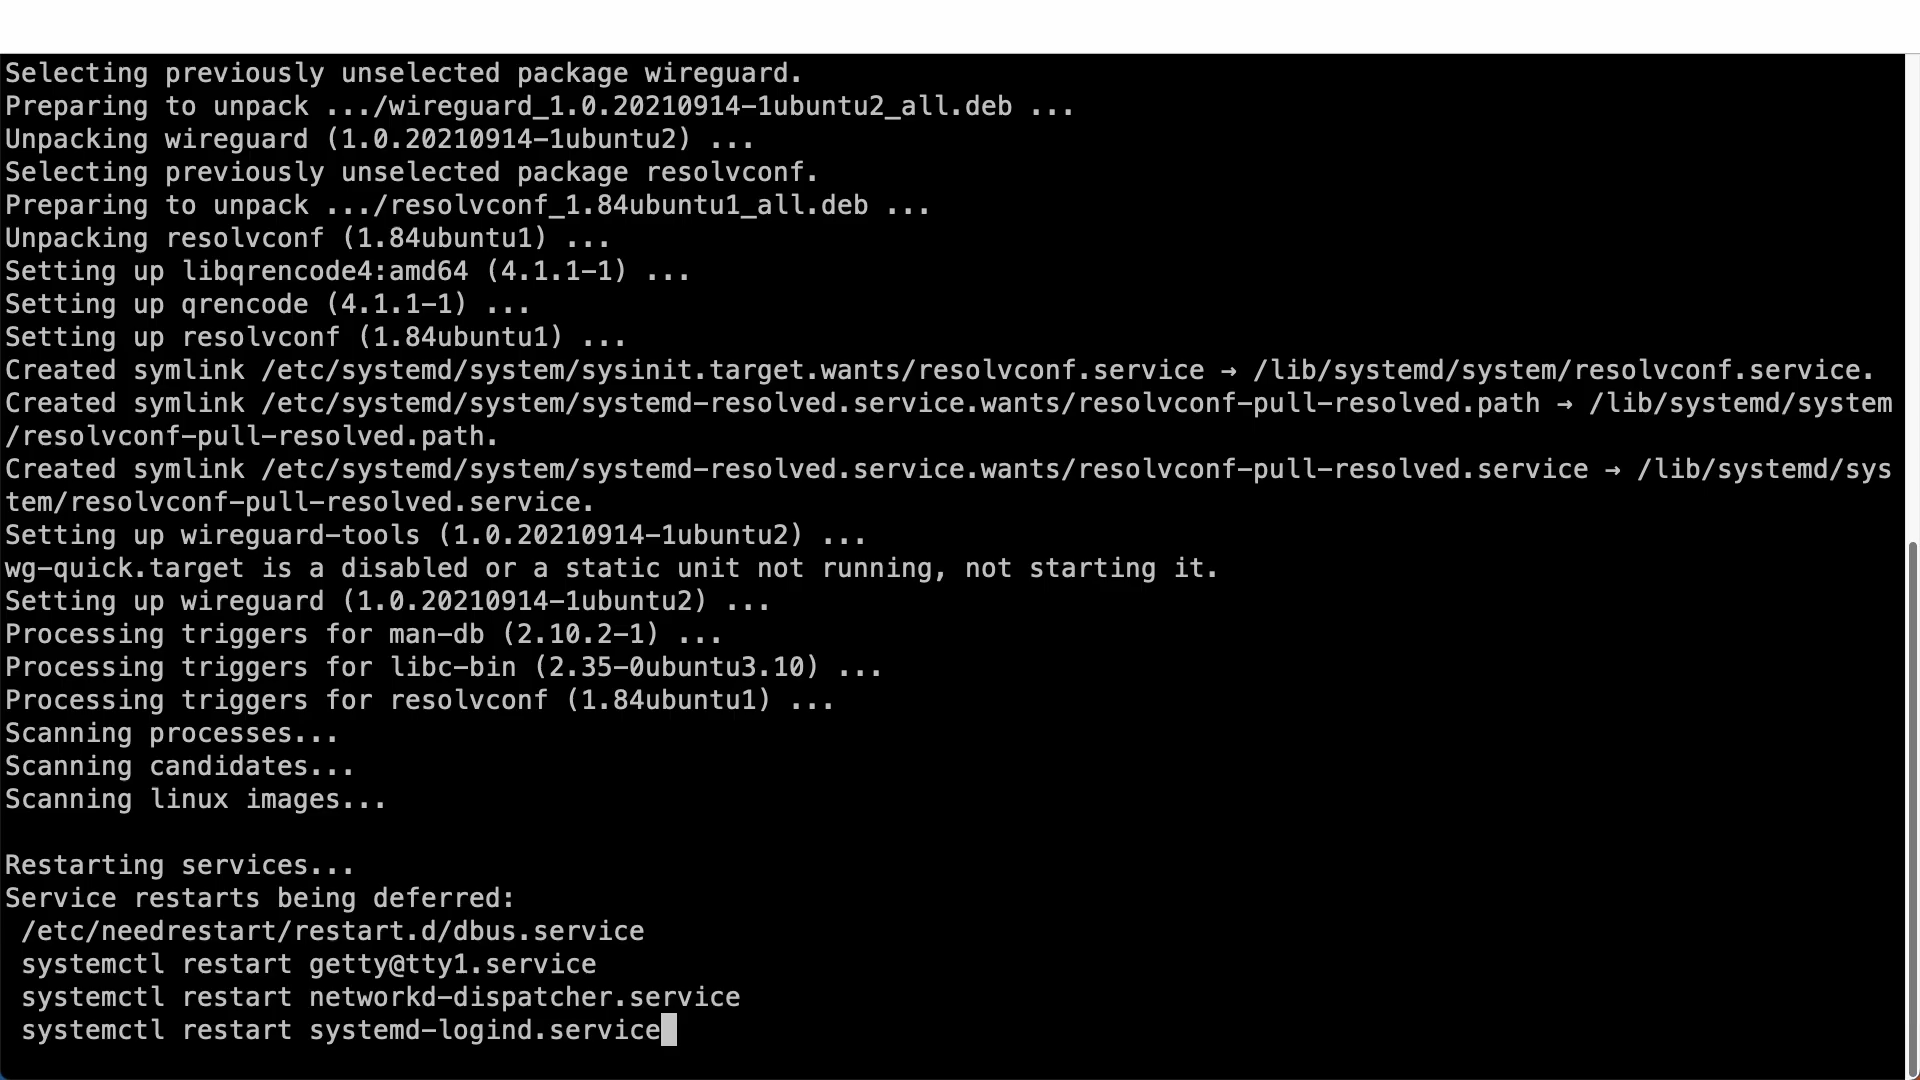 Selecting previously unselected package wireguard.
Preparing to unpack .../wireguard_1.0.20210914-1ubuntu2_all.deb ...
Unpacking wireguard (1.0.20210914-1ubuntu2) ...
Selecting previously unselected package resolvconf.
Preparing to unpack .../resolvconf_1.84ubuntu1_all.deb ...
Unpacking resolvconf (1.84ubuntu1) ...
Setting up libqrencode4:amd64 (4.1.1-1) ...
Setting up qrencode (4.1.1-1) ...
Setting up resolvconf (1.84ubuntu1) ...
Created symlink /etc/systemd/system/sysinit.target.wants/resolvconf.service → /lib/systemd/system/resolvconf.service.
Created symlink /etc/systemd/system/systemd-resolved.service.wants/resolvconf-pull-resolved.path → /lib/systemd/system
/resolvconf-pull-resolved.path.
Created symlink /etc/systemd/system/systemd-resolved.service.wants/resolvconf-pull-resolved.service → /lib/systemd/sys
tem/resolvconf-pull-resolved.service.
Setting up wireguard-tools (1.0.20210914-1ubuntu2) ...
wg-quick.target is a disabled or a static unit not running, not starting it.
Setting up wireguard (1.0.20210914-1ubuntu2) ...
Processing triggers for man-db (2.10.2-1) ...
Processing triggers for libc-bin (2.35-0ubuntu3.10) ...
Processing triggers for resolvconf (1.84ubuntu1) ...
Scanning processes...
Scanning candidates...
Scanning linux images...
Restarting services...
Service restarts being deferred:
/etc/needrestart/restart.d/dbus.service
systemctl restart getty@tty1.service
systemctl restart networkd-dispatcher.service
systemctl restart systemd-logind.service